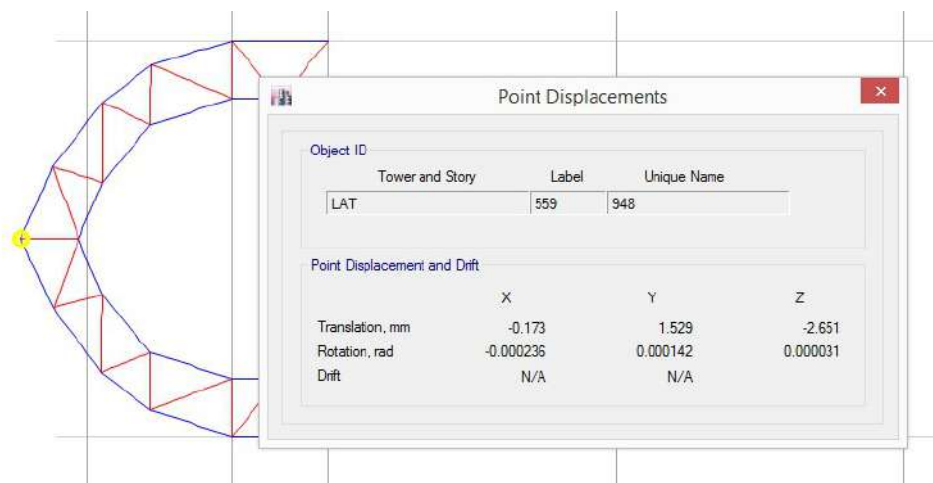 Point Displacements
Object ID
Tower and Story Label Unique Name
LAT 559 948
Point Displacement and Drift
X Y Z
Translation, mm -0.173 1.529 -2.651
Rotation, rad -0.000236 0.000142 0.000031
Drift N/A N/A